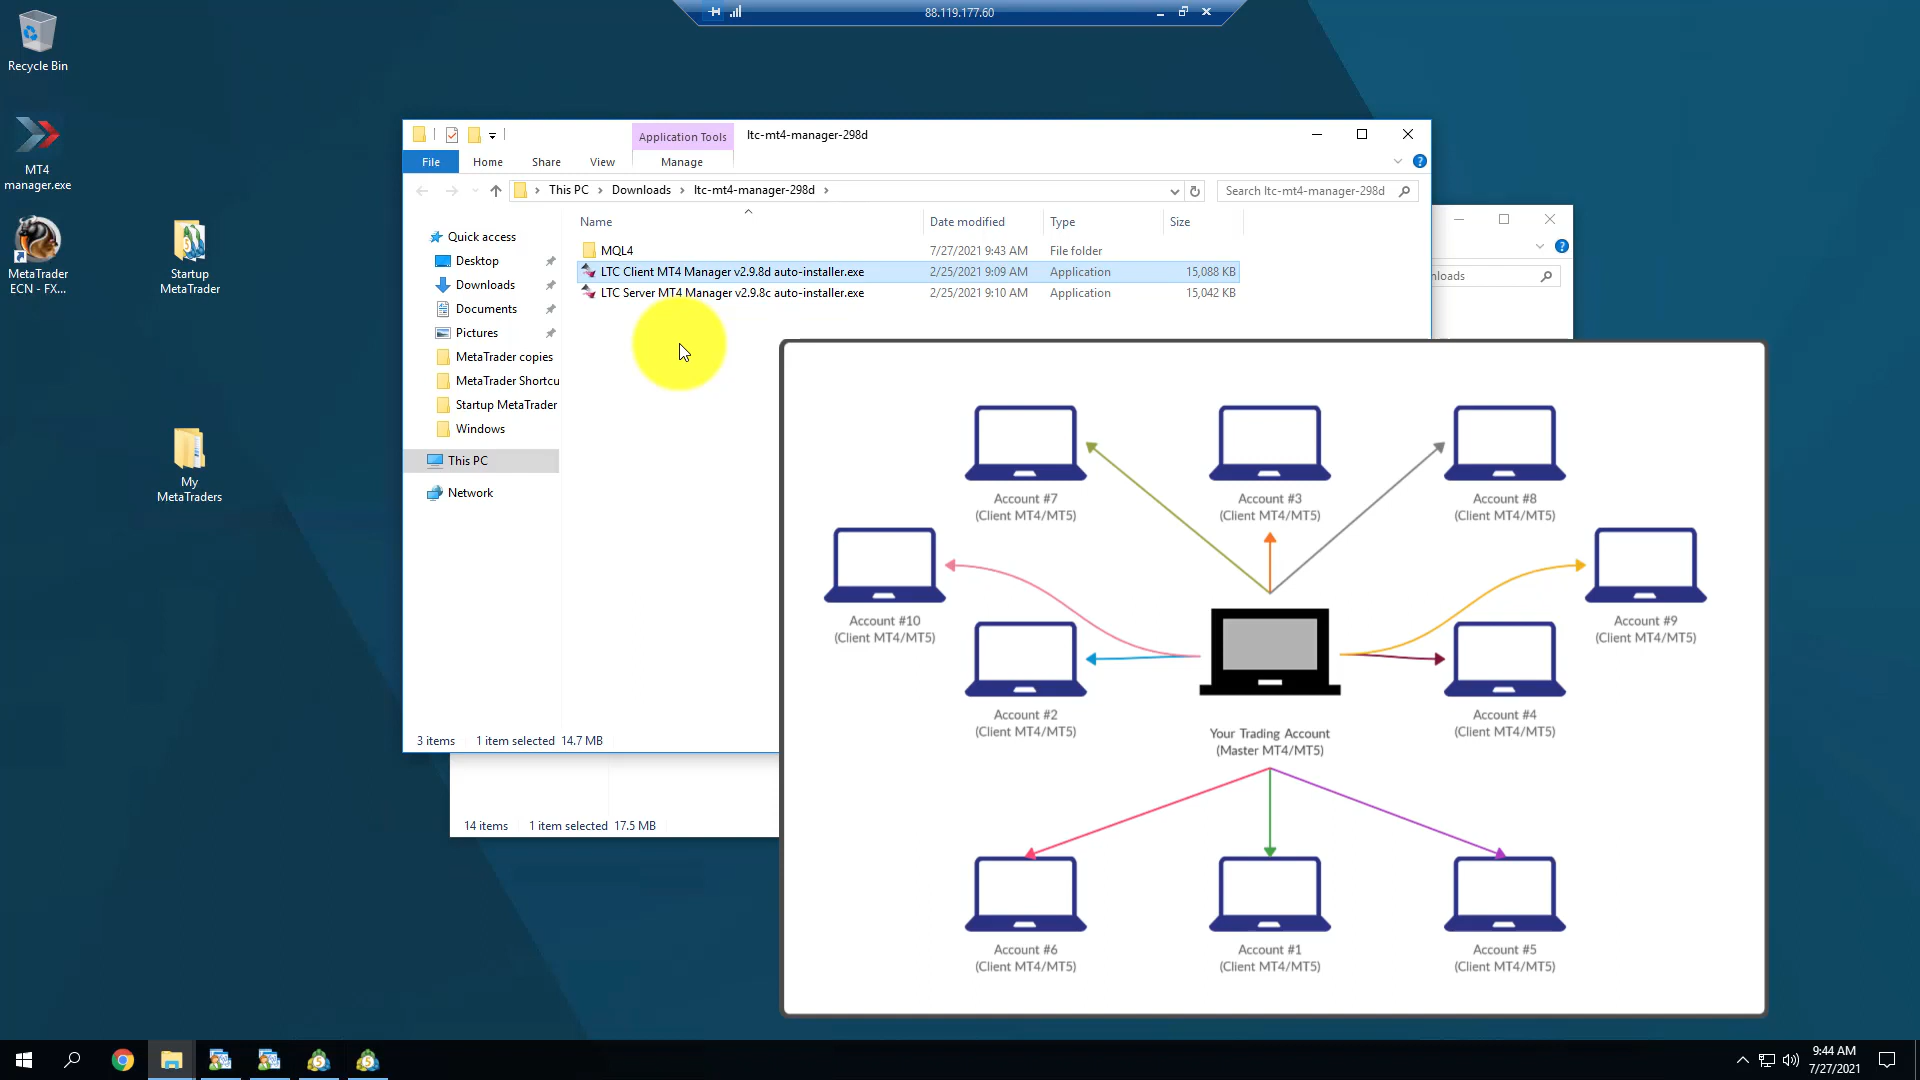 88.119.177.60
Recycle Bin
MT4
manager.exe
MetaTrader
ECN - FX...
Startup
MetaTrader
My
MetaTraders
Application Tools
ltc-mt4-manager-298d
File
Home
Share
View
Manage
This PC
Downloads
ltc-mt4-manager-298d
Search ltc-mt4-manager-298d
Name
Date modified
Type
Size
MQL4
7/27/2021 9:43 AM
File folder
LTC Client MT4 Manager v2.9.8d auto-installer.exe
2/25/2021 9:09 AM
Application
15,088 KB
LTC Server MT4 Manager v2.9.8c auto-installer.exe
2/25/2021 9:10 AM
Application
15,042 KB
Quick access
Desktop
Downloads
Documents
Pictures
MetaTrader copies
MetaTrader Shortcu
Startup MetaTrader
Windows
This PC
Network
3 items
1 item selected
14.7 MB
nloads
14 items
1 item selected
17.5 MB
Account #7
(Client MT4/MT5)
Account #3
(Client MT4/MT5)
Account #8
(Client MT4/MT5)
Account #10
(Client MT4/MT5)
Account #9
(Client MT4/MT5)
Account #2
(Client MT4/MT5)
Your Trading Account
(Master MT4/MT5)
Account #4
(Client MT4/MT5)
Account #6
(Client MT4/MT5)
Account #1
(Client MT4/MT5)
Account #5
(Client MT4/MT5)
9:44 AM
7/27/2021